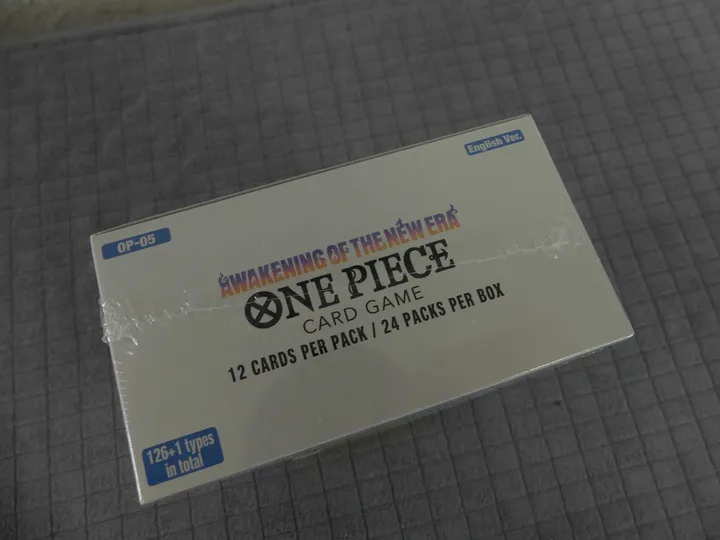 English Ver.
OP-05
AWAKENING OF THE NEW ERA
ONE PIECE
CARD GAME
12 CARDS PER PACK / 24 PACKS PER BOX
126+1 types
in total